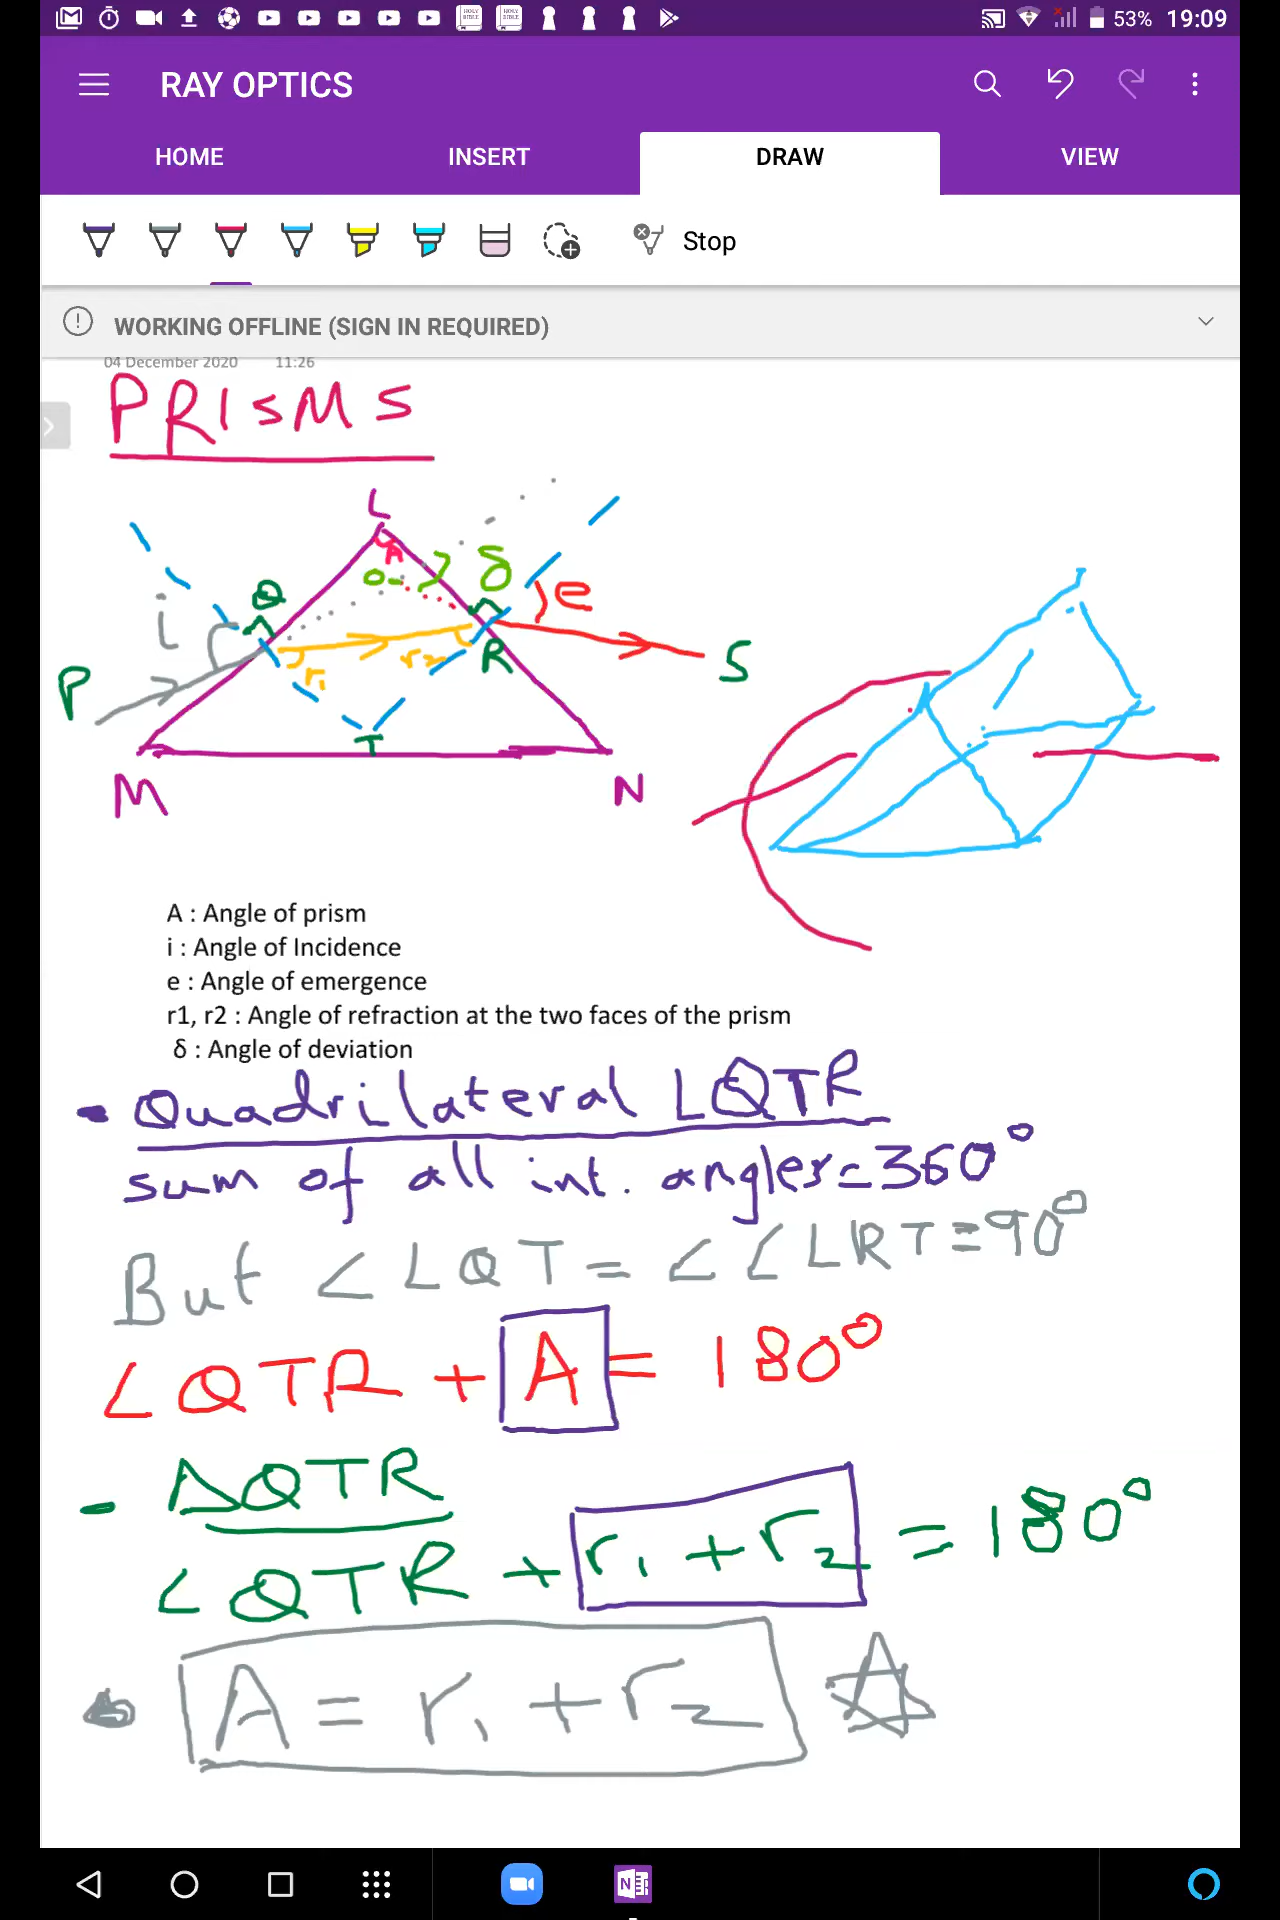 53% 19:09
RAY OPTICS
HOME INSERT DRAW VIEW
Stop
WORKING OFFLINE (SIGN IN REQUIRED)
04 December 2020 11:26
PRISMS
L
A
O
δ
Q
i
e
r1
r2
R
S
P
T
M
N
A : Angle of prism
i : Angle of Incidence
e : Angle of emergence
r1, r2 : Angle of refraction at the two faces of the prism
δ : Angle of deviation
- Quadrilateral LQTR
sum of all int. angles = 360°
But ∠LQT = ∠ ∠LRT = 90°
∠QTR + A = 180°
- ΔQTR
∠QTR + r1 + r2 = 180°
A = r1 + r2